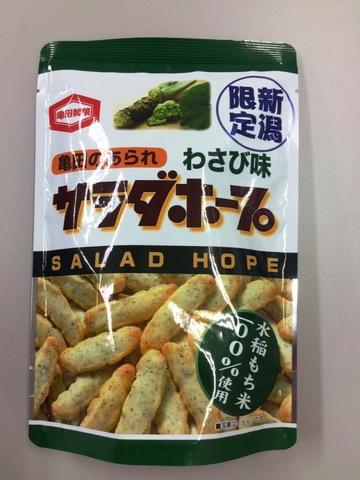 亀田製菓
新潟
限定
亀田のあられ
わさび味
サラダホープ
SALAD HOPE
水稲もち米
100%使用